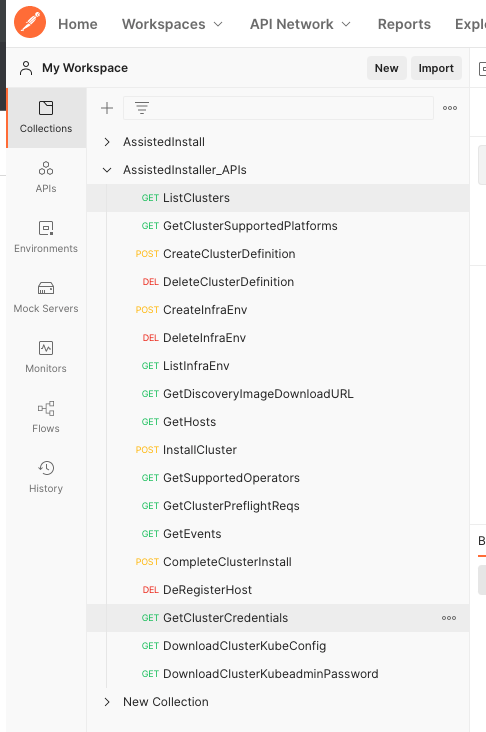 Home Workspaces API Network Reports Explo
My Workspace New Import
Collections
APIs
Environments
Mock Servers
Monitors
Flows
History
AssistedInstall
AssistedInstaller_APIs
GET ListClusters
GET GetClusterSupportedPlatforms
POST CreateClusterDefinition
DEL DeleteClusterDefinition
POST CreateInfraEnv
DEL DeleteInfraEnv
GET ListInfraEnv
GET GetDiscoveryImageDownloadURL
GET GetHosts
POST InstallCluster
GET GetSupportedOperators
GET GetClusterPreflightReqs
GET GetEvents
POST CompleteClusterInstall
DEL DeRegisterHost
GET GetClusterCredentials
GET DownloadClusterKubeConfig
GET DownloadClusterKubeadminPassword
New Collection
B